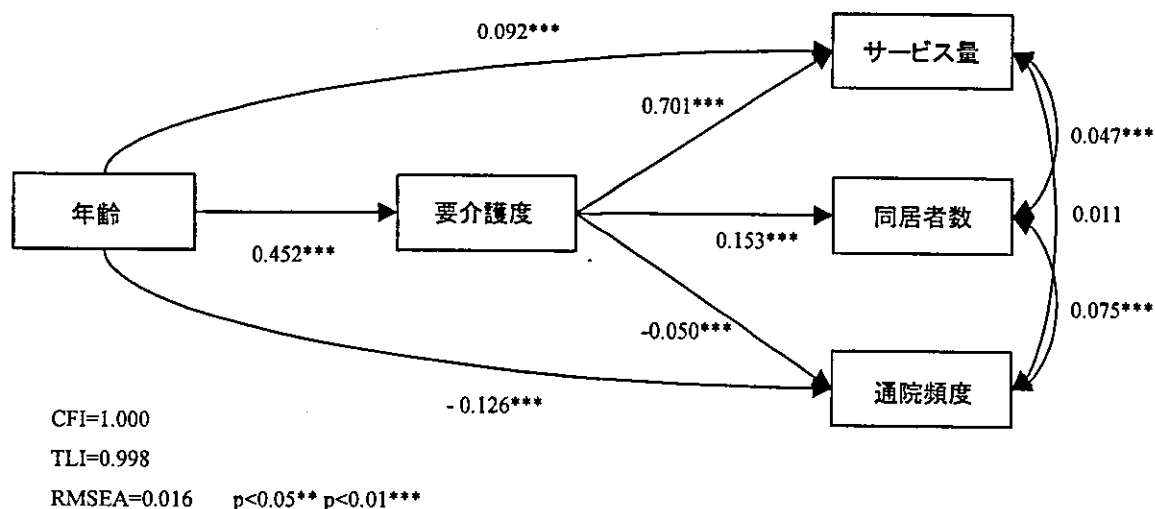 0.092***
サービス量
0.701***
0.047***
年齢
要介護度
同居者数
0.011
0.452***
0.153***
0.075***
-0.050***
通院頻度
- 0.126***
CFI=1.000
TLI=0.998
RMSEA=0.016 p<0.05** p<0.01***